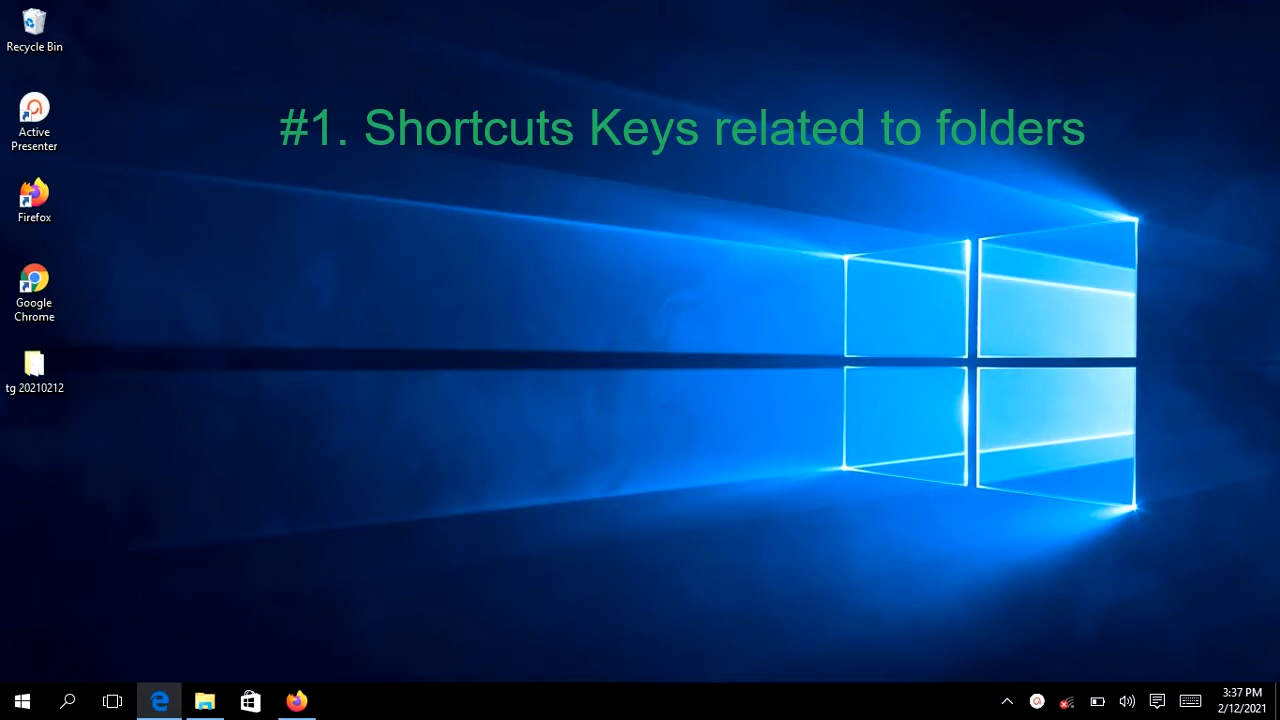 Recycle Bin
#1. Shortcuts Keys related to folders
Active
Presenter
Firefox
Google
Chrome
tg 20210212
3:37 PM
2/12/2021